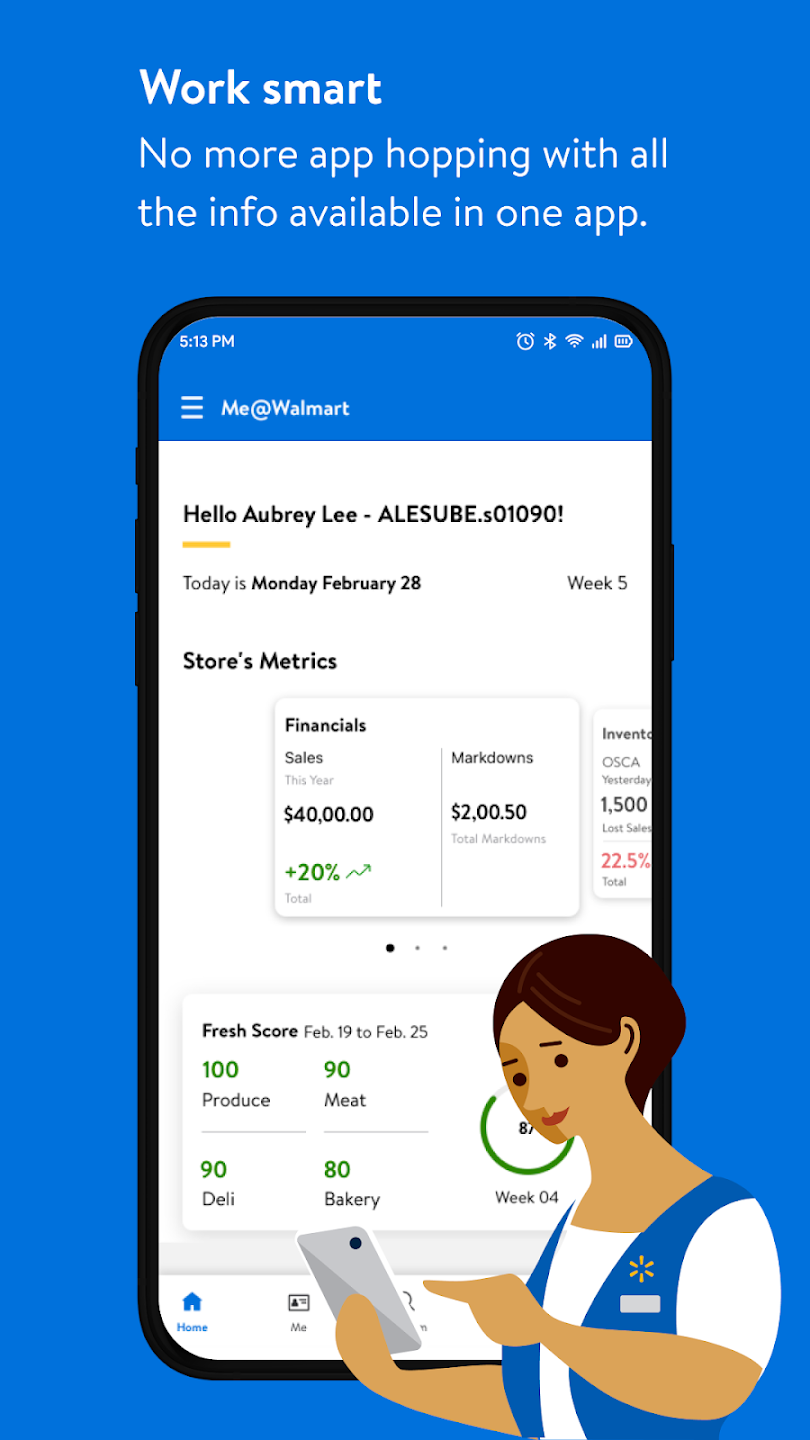 Work smart
No more app hopping with all
the info available in one app.
5:13 PM
Me@Walmart
Hello Aubrey Lee - ALESUBE.s01090!
Today is Monday February 28
Week 5
Store's Metrics
Financials
Sales
This Year
$40,00.00
+20%
Total
Markdowns
$2,00.50
Total Markdowns
OSCA
Yesterday
1,500
Lost Sales
22.5%
Total
Fresh Score Feb. 19 to Feb. 25
100
Produce
90
Meat
90
Deli
80
Bakery
Week 04
Home
Me